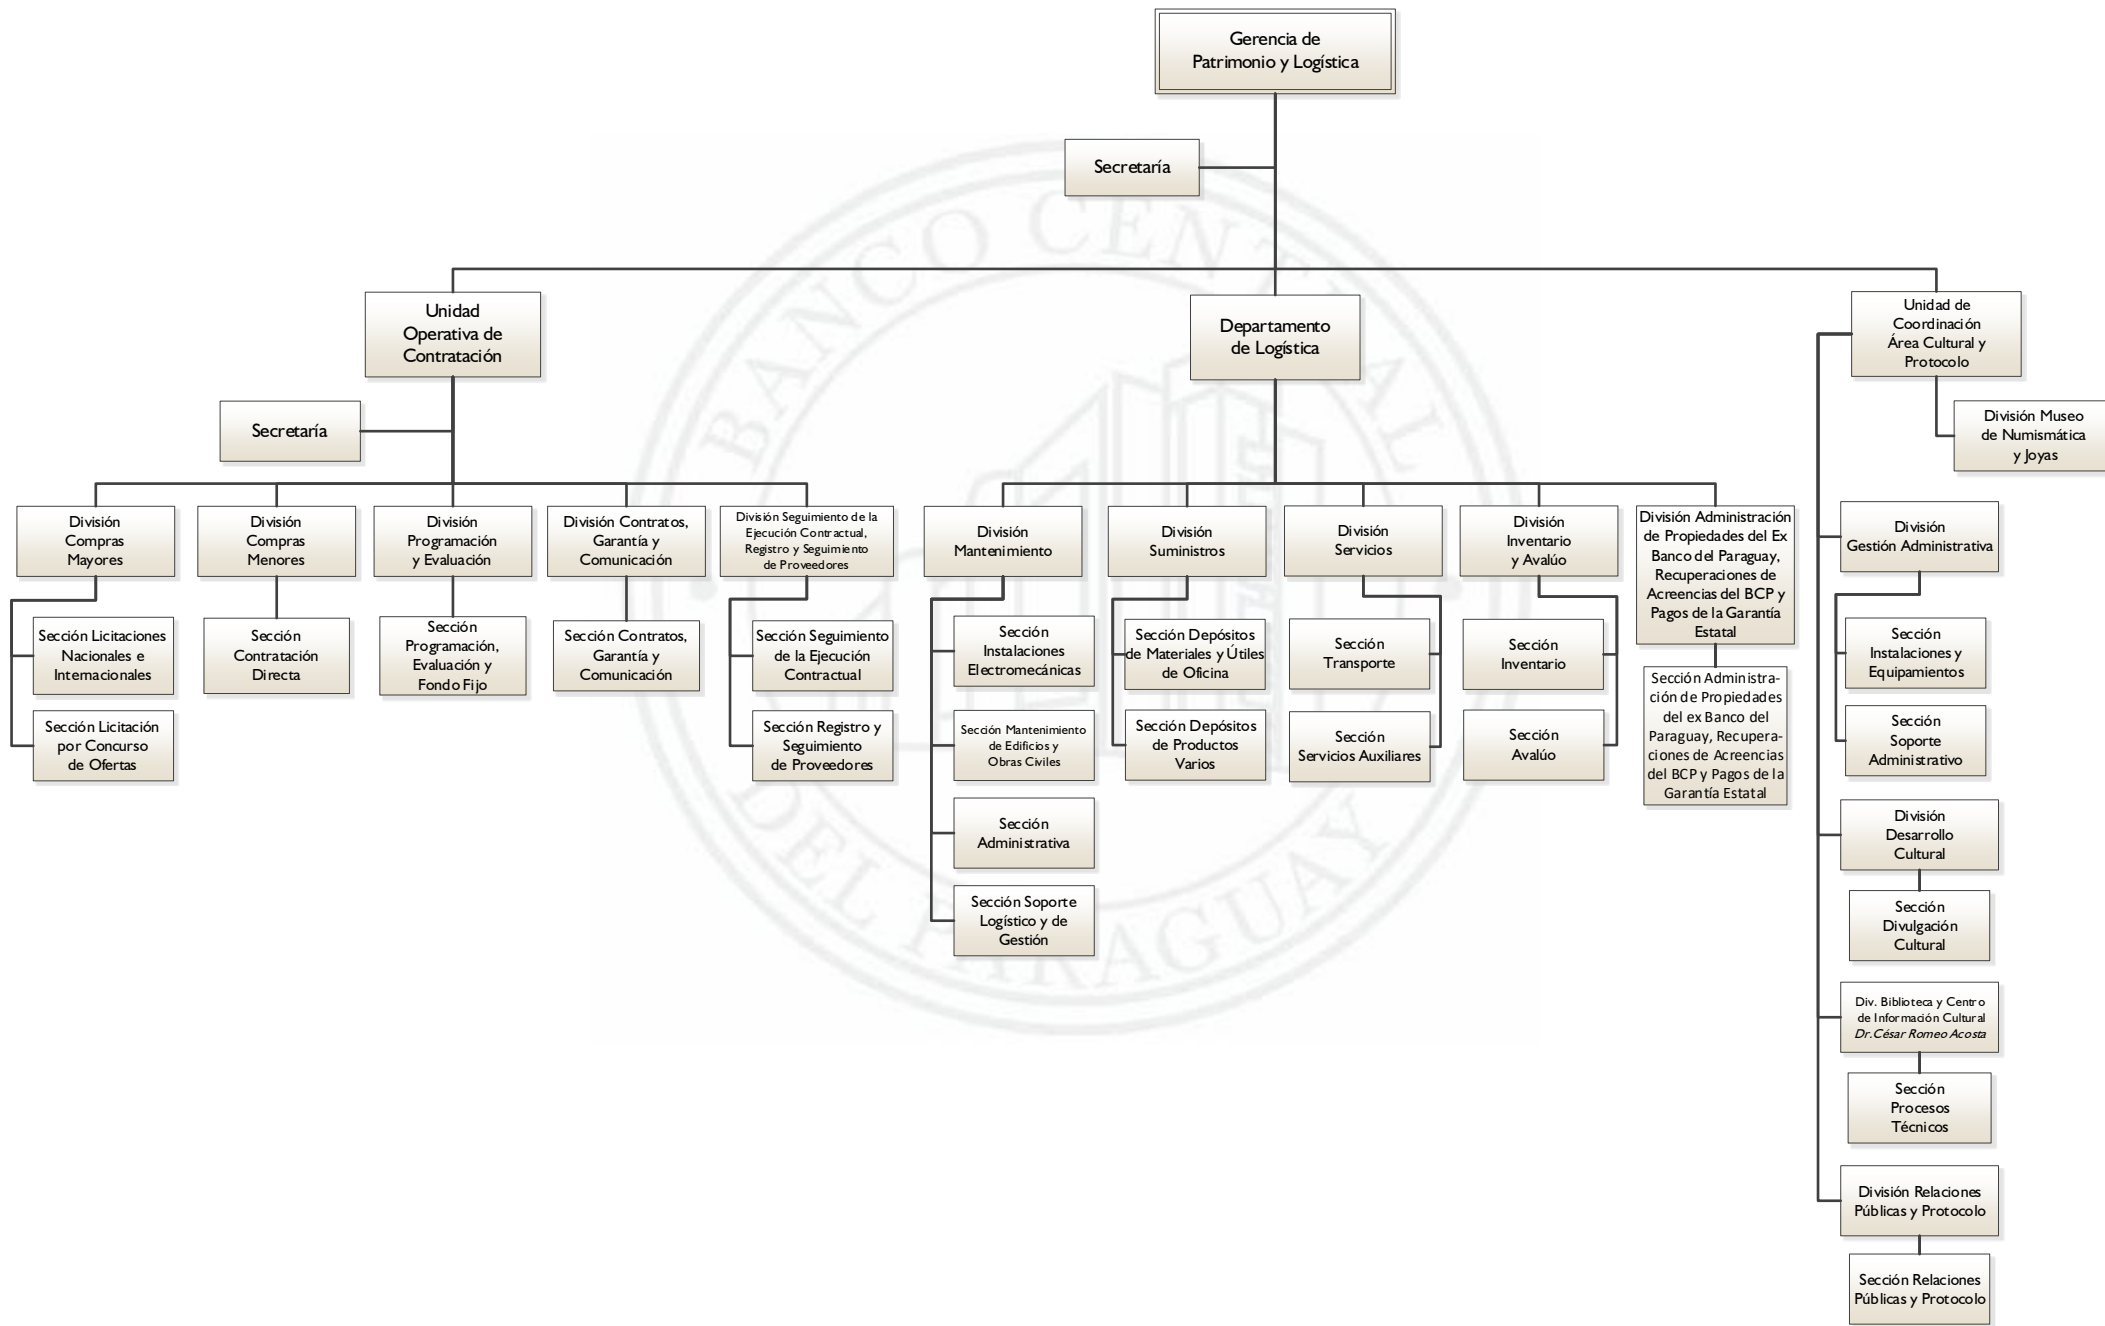 Gerencia de
Patrimonio y Logística
Secretaría
BANCO CENTRAL
DEL PARAGUAY
Unidad
Operativa de
Contratación
Departamento
de Logística
Unidad de
Coordinación
Área Cultural y
Protocolo
Secretaría
División Museo
de Numismática
y Joyas
División
Compras
Mayores
División
Compras
Menores
División
Programación
y Evaluación
División Contratos,
Garantía y
Comunicación
División Seguimiento de la
Ejecución Contractual,
Registro y Seguimiento
de Proveedores
División
Mantenimiento
División
Suministros
División
Servicios
División
Inventario
y Avalúo
División Administración
de Propiedades del Ex
Banco del Paraguay,
Recuperaciones de
Acreencias del BCP y
Pagos de la Garantía
Estatal
División
Gestión Administrativa
Sección Licitaciones
Nacionales e
Internacionales
Sección
Contratación
Directa
Sección
Programación,
Evaluación y
Fondo Fijo
Sección Contratos,
Garantía y
Comunicación
Sección Seguimiento
de la Ejecución
Contractual
Sección
Instalaciones
Electromecánicas
Sección Depósitos
de Materiales y Útiles
de Oficina
Sección
Transporte
Sección
Inventario
Sección Administra-
ción de Propiedades
del ex Banco del
Paraguay, Recupera-
ciones de Acreencias
del BCP y Pagos de la
Garantía Estatal
Sección
Instalaciones y
Equipamientos
Sección Licitación
por Concurso
de Ofertas
Sección Registro y
Seguimiento
de Proveedores
Sección Mantenimiento
de Edificios y
Obras Civiles
Sección Depósitos
de Productos
Varios
Sección
Servicios Auxiliares
Sección
Avalúo
Sección
Soporte
Administrativo
Sección
Administrativa
División
Desarrollo
Cultural
Sección Soporte
Logístico y de
Gestión
Sección
Divulgación
Cultural
Div. Biblioteca y Centro
de Información Cultural
Dr.César Romeo Acosta
Sección
Procesos
Técnicos
División Relaciones
Públicas y Protocolo
Sección Relaciones
Públicas y Protocolo